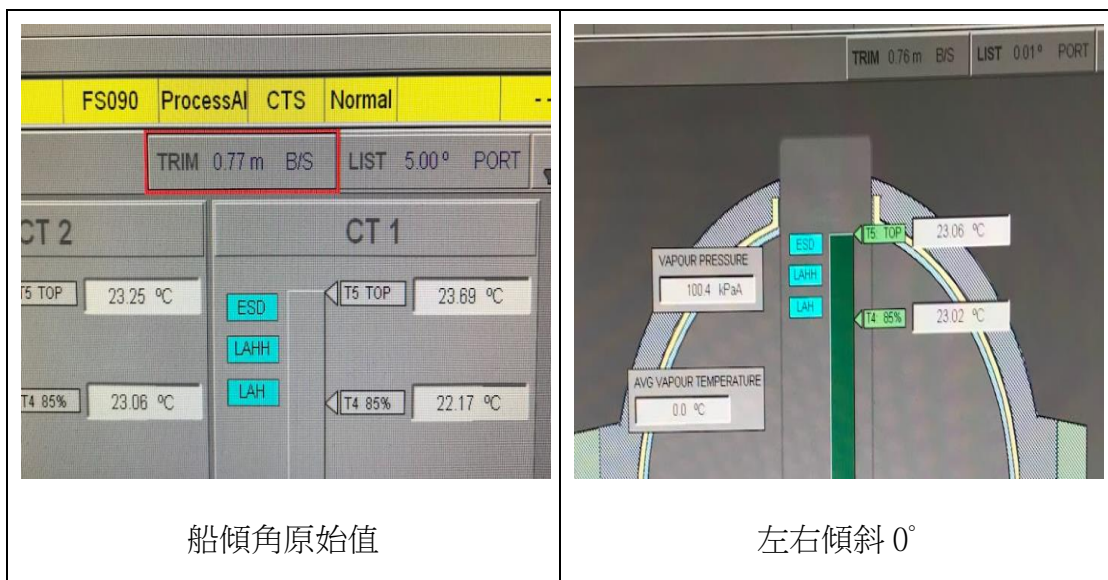 FS090 ProcessAl CTS Normal --
TRIM 0.77 m B/S LIST 5.00° PORT
CT 2 CT 1
T5 TOP 23.25 °C T5 TOP 23.69 °C
ESD
LAHH
LAH
T4 85% 23.06 °C T4 85% 22.17 °C
船傾角原始值
TRIM 0.76 m B/S LIST 0.01° PORT
T5: TOP 23.06 °C
ESD
VAPOUR PRESSURE
100.4 kPaA
LAHH
LAH
T4: 85% 23.02 °C
AVG VAPOUR TEMPERATURE
0.0 °C
左右傾斜 0°